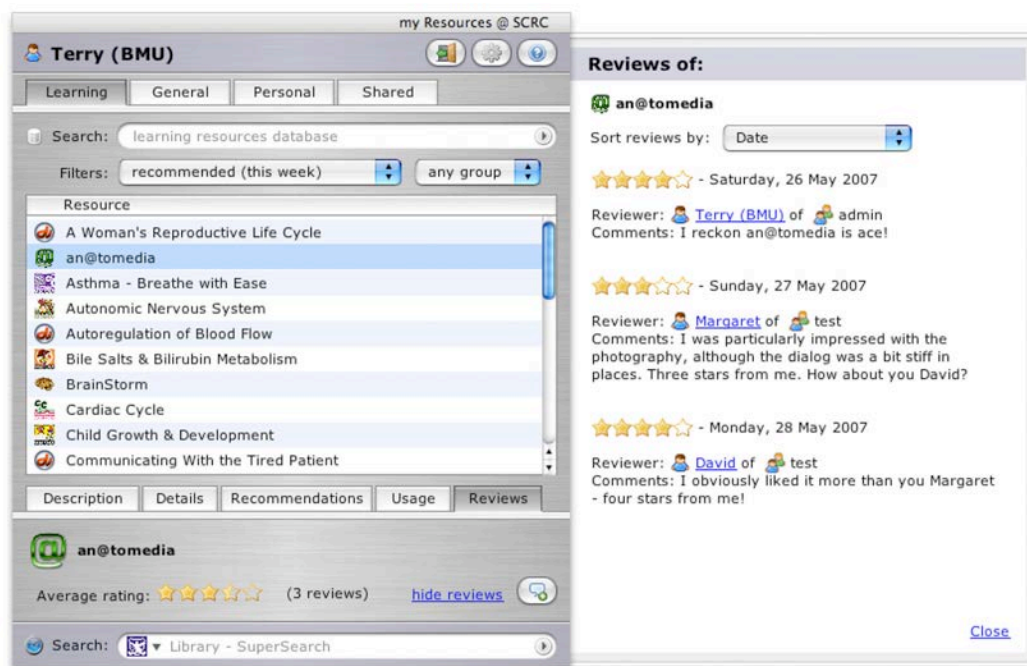 my Resources @ SCRC
Terry (BMU)
Learning General Personal Shared
Search: learning resources database
Filters: recommended (this week) any group
Resource
A Woman's Reproductive Life Cycle
an@tomedia
Asthma - Breathe with Ease
Autonomic Nervous System
Autoregulation of Blood Flow
Bile Salts & Bilirubin Metabolism
BrainStorm
Cardiac Cycle
Child Growth & Development
Communicating With the Tired Patient
Description Details Recommendations Usage Reviews
an@tomedia
Average rating: (3 reviews) hide reviews
Search: Library - SuperSearch
Reviews of:
an@tomedia
Sort reviews by: Date
- Saturday, 26 May 2007
Reviewer: Terry (BMU) of admin
Comments: I reckon an@tomedia is ace!
- Sunday, 27 May 2007
Reviewer: Margaret of test
Comments: I was particularly impressed with the
photography, although the dialog was a bit stiff in
places. Three stars from me. How about you David?
- Monday, 28 May 2007
Reviewer: David of test
Comments: I obviously liked it more than you Margaret
- four stars from me!
Close